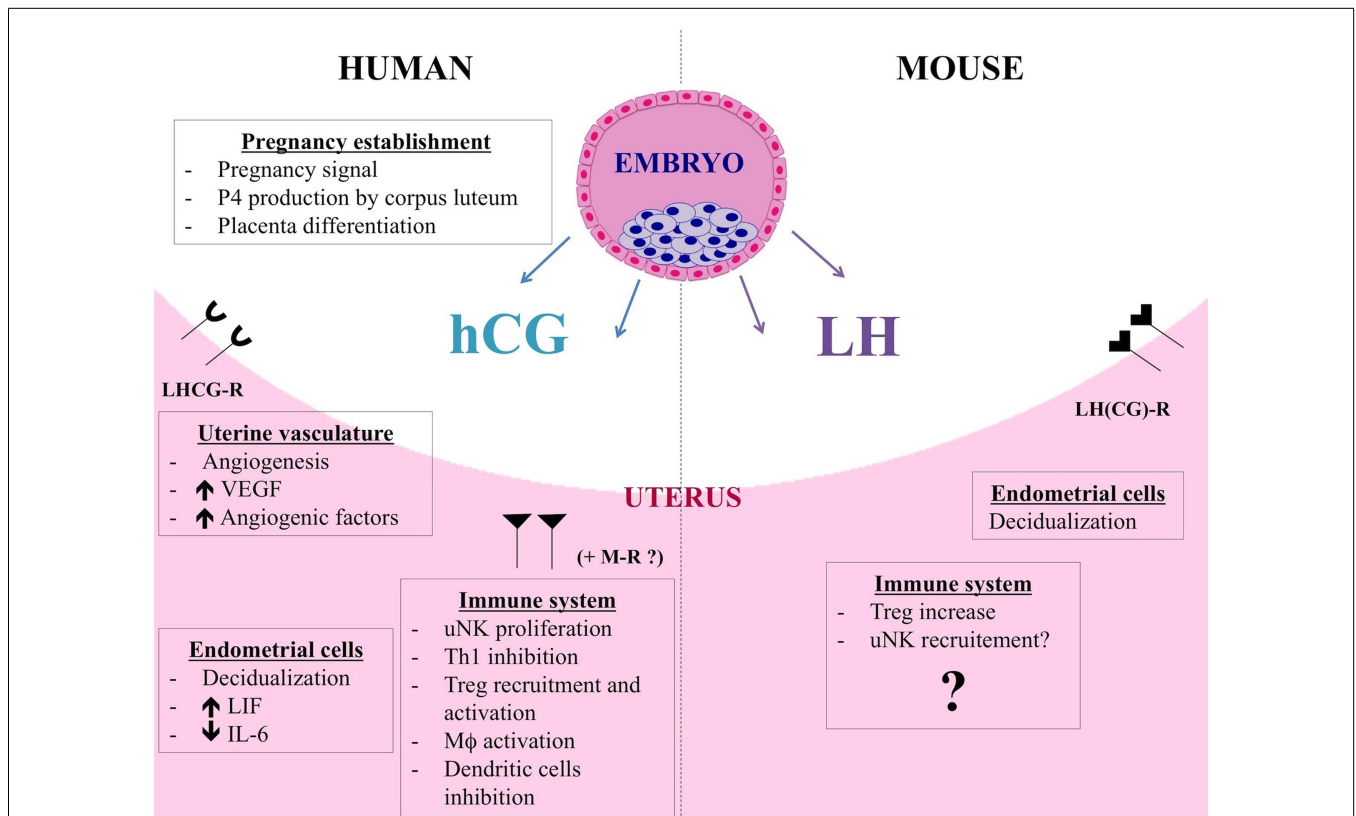 HUMAN
MOUSE
Pregnancy establishment
- Pregnancy signal
- P4 production by corpus luteum
- Placenta differentiation
EMBRYO
hCG
LH
LHCG-R
LH(CG)-R
Uterine vasculature
- Angiogenesis
- ↑ VEGF
- ↑ Angiogenic factors
UTERUS
(+ M-R ?)
Endometrial cells
- Decidualization
- ↑ LIF
- ↓ IL-6
Immune system
- uNK proliferation
- Th1 inhibition
- Treg recruitment and
activation
- Mϕ activation
- Dendritic cells
inhibition
Endometrial cells
Decidualization
Immune system
- Treg increase
- uNK recruitement?
?